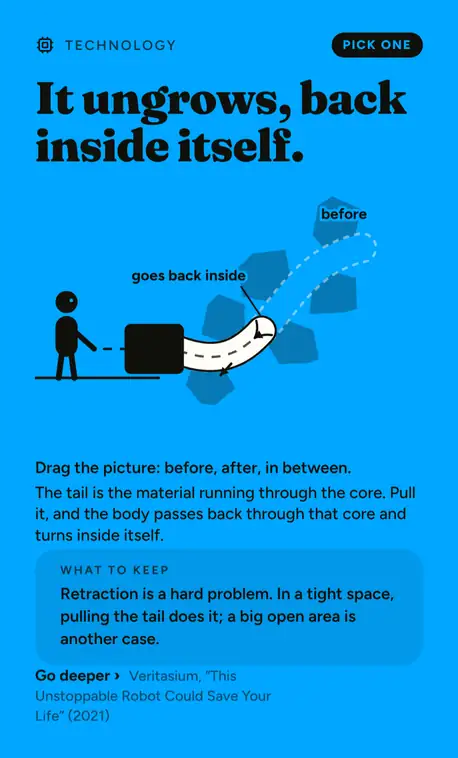 TECHNOLOGY
PICK ONE
It ungrows, back
inside itself.
before
goes back inside
Drag the picture: before, after, in between.
The tail is the material running through the core. Pull
it, and the body passes back through that core and
turns inside itself.
WHAT TO KEEP
Retraction is a hard problem. In a tight space,
pulling the tail does it; a big open area is
another case.
Go deeper › Veritasium, “This
Unstoppable Robot Could Save Your
Life” (2021)